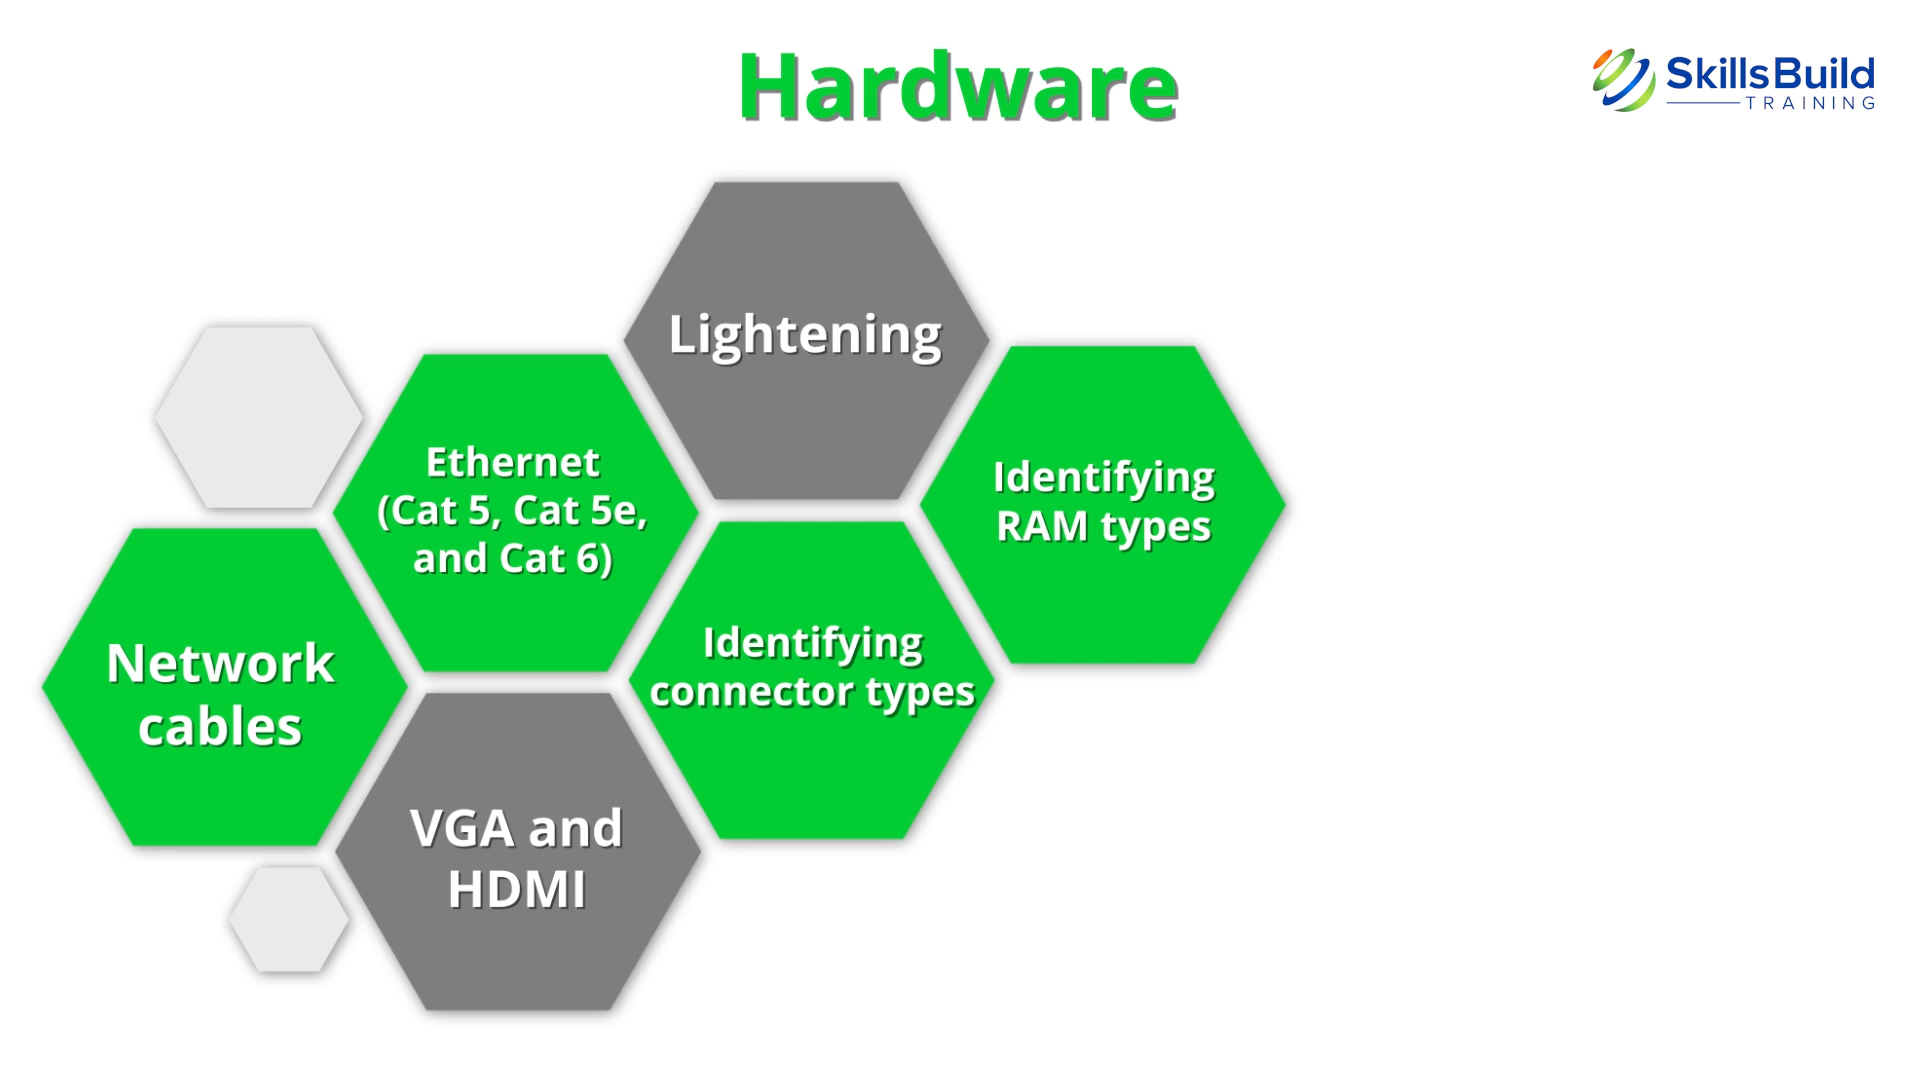 Hardware
SkillsBuild
TRAINING
Lightening
Ethernet
(Cat 5, Cat 5e,
and Cat 6)
Identifying
RAM types
Network
cables
Identifying
connector types
VGA and
HDMI